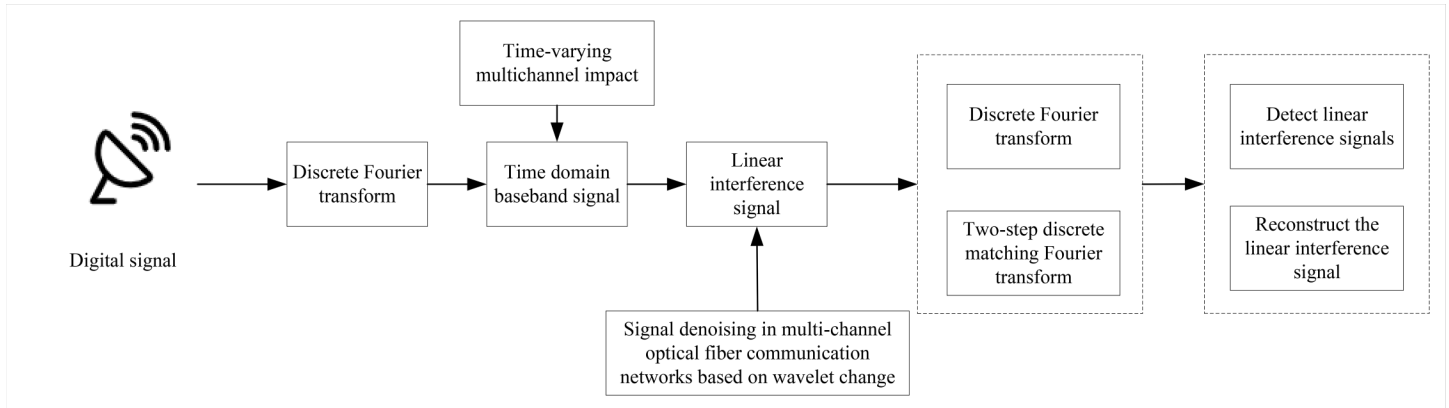 Time-varying
multichannel impact
Digital signal
Discrete Fourier
transform
Time domain
baseband signal
Linear
interference
signal
Signal denoising in multi-channel
optical fiber communication
networks based on wavelet change
Discrete Fourier
transform
Two-step discrete
matching Fourier
transform
Detect linear
interference signals
Reconstruct the
linear interference
signal